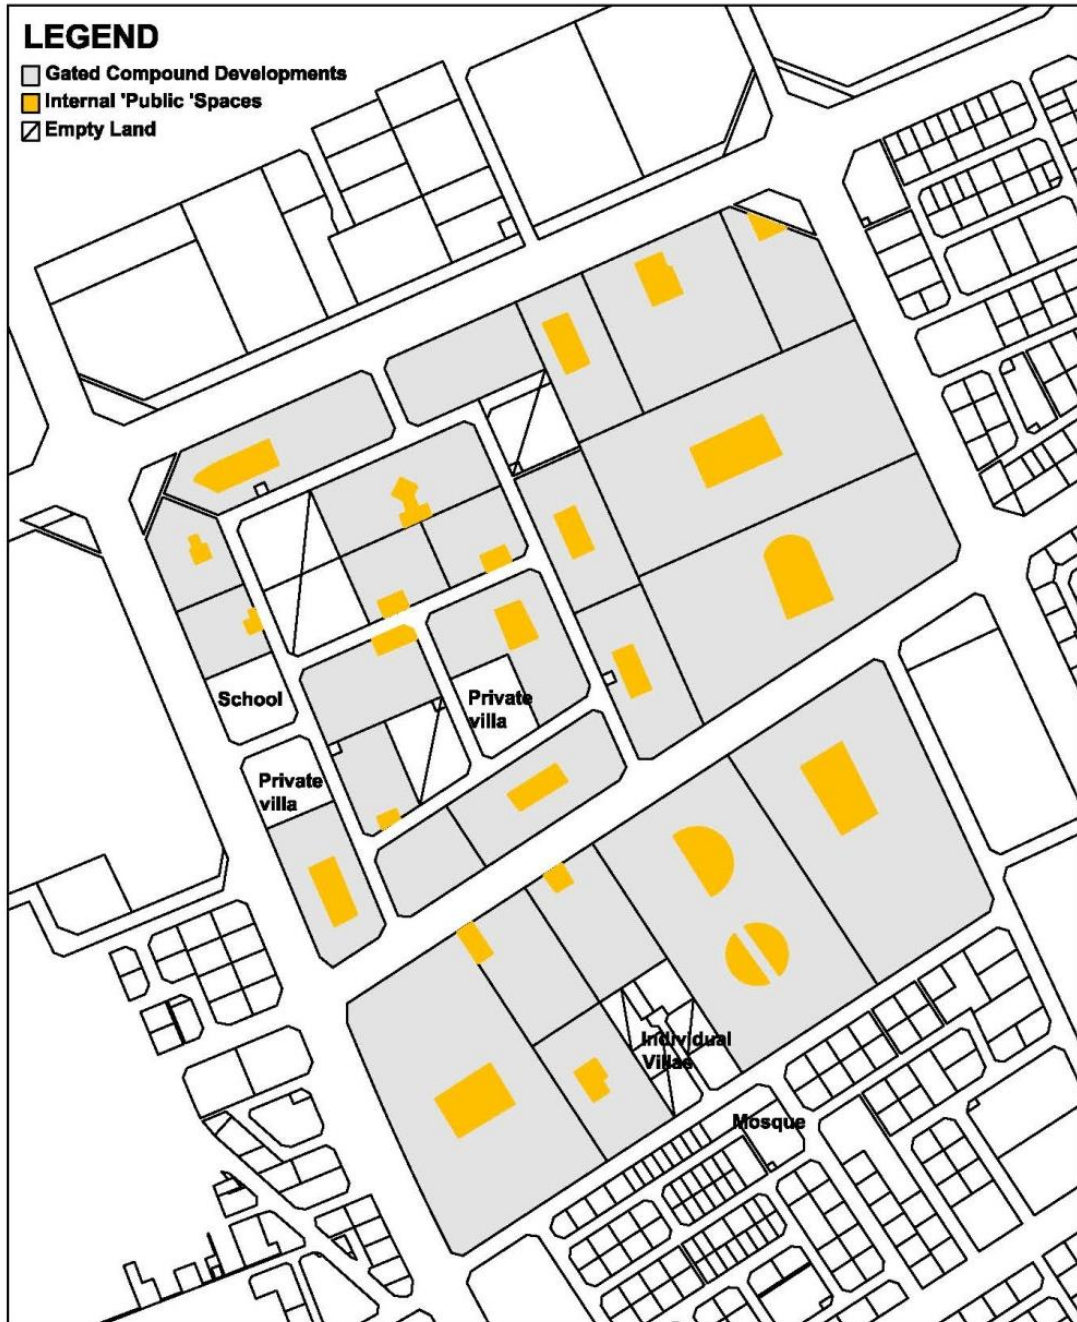 LEGEND
Gated Compound Developments
Internal 'Public 'Spaces
Empty Land
School
Private
villa
Private
villa
Individual
Villas
Mosque